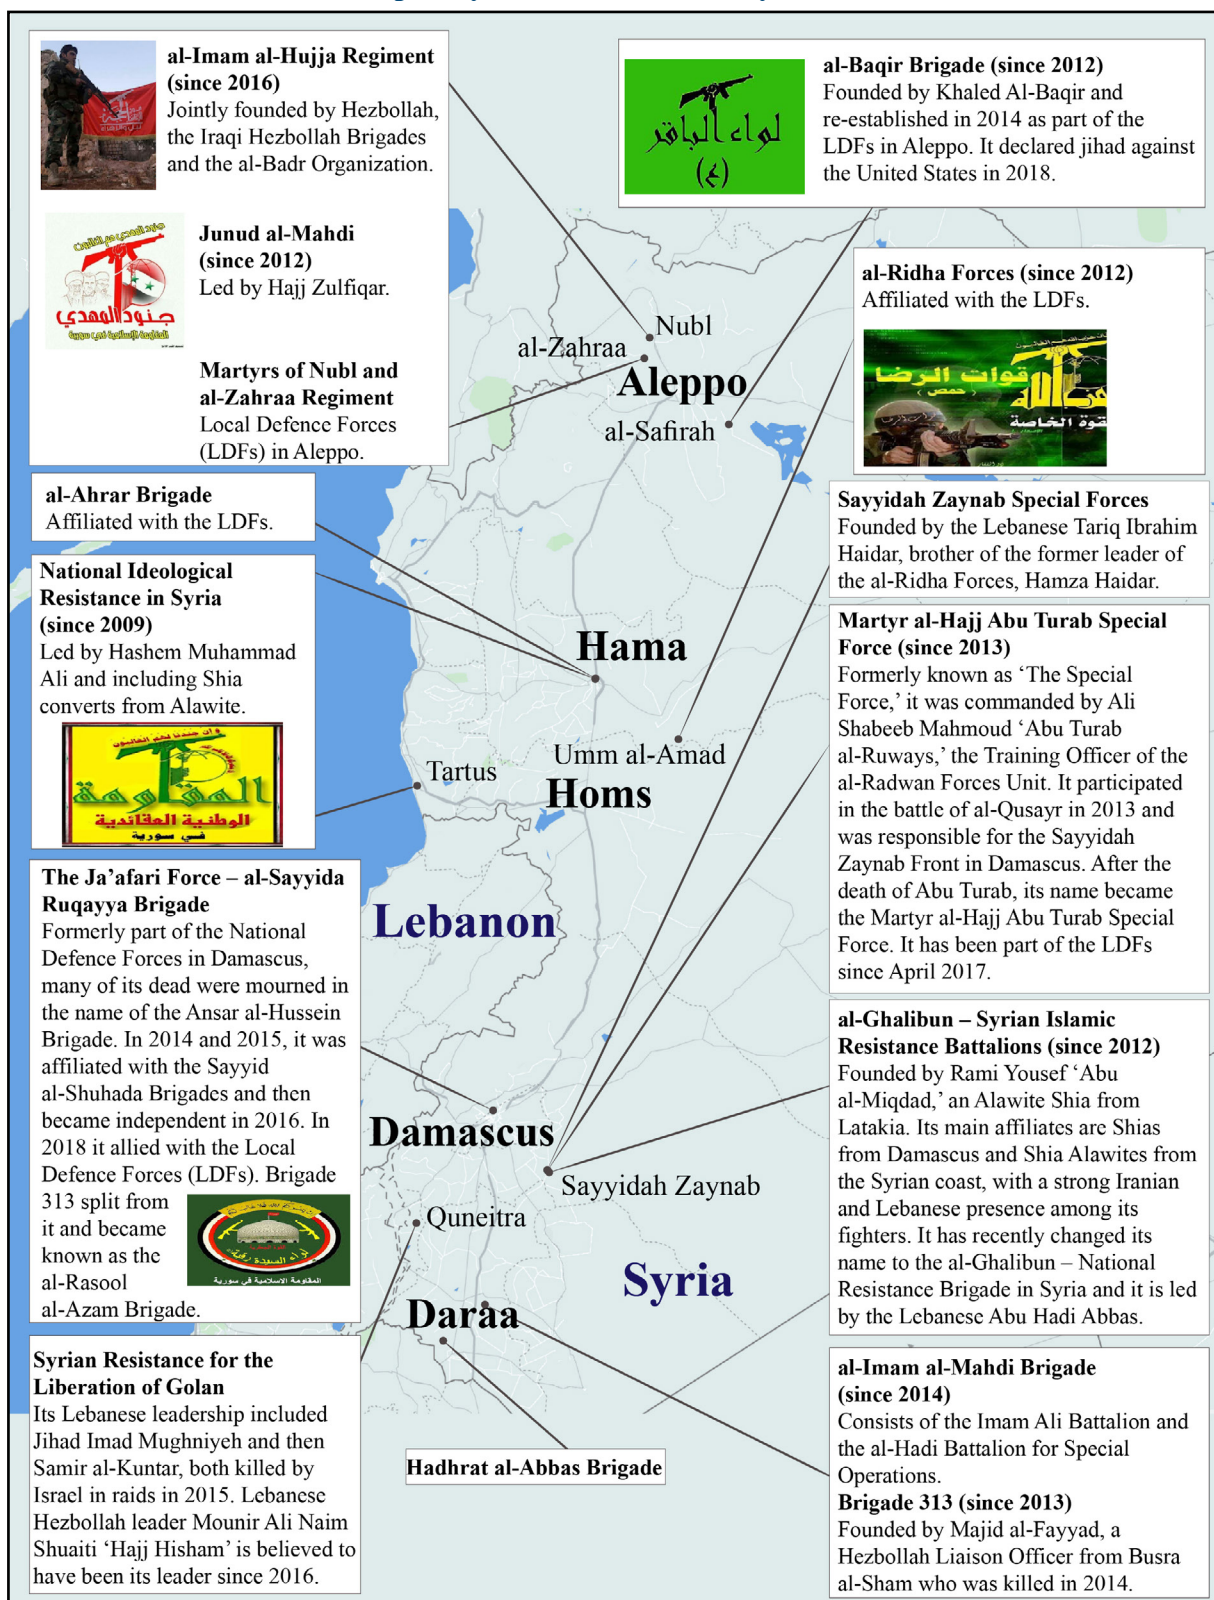 al-Imam al-Hujja Regiment
(since 2016)
Jointly founded by Hezbollah,
the Iraqi Hezbollah Brigades
and the al-Badr Organization.
جنود المهدي
المقاومة الإسلامية في سورية
Junud al-Mahdi
(since 2012)
Led by Hajj Zulfiqar.
Martyrs of Nubl and
al-Zahraa Regiment
Local Defence Forces
(LDFs) in Aleppo.
لواء الباقر
(ع)
al-Baqir Brigade (since 2012)
Founded by Khaled Al-Baqir and
re-established in 2014 as part of the
LDFs in Aleppo. It declared jihad against
the United States in 2018.
al-Ridha Forces (since 2012)
Affiliated with the LDFs.
قوات الرضا
(حمص)
القوة الخاصة
Nubl
al-Zahraa
Aleppo
al-Safirah
al-Ahrar Brigade
Affiliated with the LDFs.
National Ideological
Resistance in Syria
(since 2009)
Led by Hashem Muhammad
Ali and including Shia
converts from Alawite.
المقاومة
الوطنية العقائدية
في سورية
Sayyidah Zaynab Special Forces
Founded by the Lebanese Tariq Ibrahim
Haidar, brother of the former leader of
the al-Ridha Forces, Hamza Haidar.
Hama
Umm al-Amad
Tartus
Homs
Martyr al-Hajj Abu Turab Special
Force (since 2013)
Formerly known as ‘The Special
Force,’ it was commanded by Ali
Shabeeb Mahmoud ‘Abu Turab
al-Ruways,’ the Training Officer of the
al-Radwan Forces Unit. It participated
in the battle of al-Qusayr in 2013 and
was responsible for the Sayyidah
Zaynab Front in Damascus. After the
death of Abu Turab, its name became
the Martyr al-Hajj Abu Turab Special
Force. It has been part of the LDFs
since April 2017.
The Ja’afari Force – al-Sayyida
Ruqayya Brigade
Formerly part of the National
Defence Forces in Damascus,
many of its dead were mourned in
the name of the Ansar al-Hussein
Brigade. In 2014 and 2015, it was
affiliated with the Sayyid
al-Shuhada Brigades and then
became independent in 2016. In
2018 it allied with the Local
Defence Forces (LDFs). Brigade
313 split from
it and became
known as the
al-Rasool
al-Azam Brigade.
لواء السيدة رقية
المقاومة الاسلامية في سورية
Lebanon
Damascus
Sayyidah Zaynab
Quneitra
Syria
Daraa
al-Ghalibun – Syrian Islamic
Resistance Battalions (since 2012)
Founded by Rami Yousef ‘Abu
al-Miqdad,’ an Alawite Shia from
Latakia. Its main affiliates are Shias
from Damascus and Shia Alawites from
the Syrian coast, with a strong Iranian
and Lebanese presence among its
fighters. It has recently changed its
name to the al-Ghalibun – National
Resistance Brigade in Syria and it is led
by the Lebanese Abu Hadi Abbas.
Syrian Resistance for the
Liberation of Golan
Its Lebanese leadership included
Jihad Imad Mughniyeh and then
Samir al-Kuntar, both killed by
Israel in raids in 2015. Lebanese
Hezbollah leader Mounir Ali Naim
Shuaiti ‘Hajj Hisham’ is believed to
have been its leader since 2016.
Hadhrat al-Abbas Brigade
al-Imam al-Mahdi Brigade
(since 2014)
Consists of the Imam Ali Battalion and
the al-Hadi Battalion for Special
Operations.
Brigade 313 (since 2013)
Founded by Majid al-Fayyad, a
Hezbollah Liaison Officer from Busra
al-Sham who was killed in 2014.